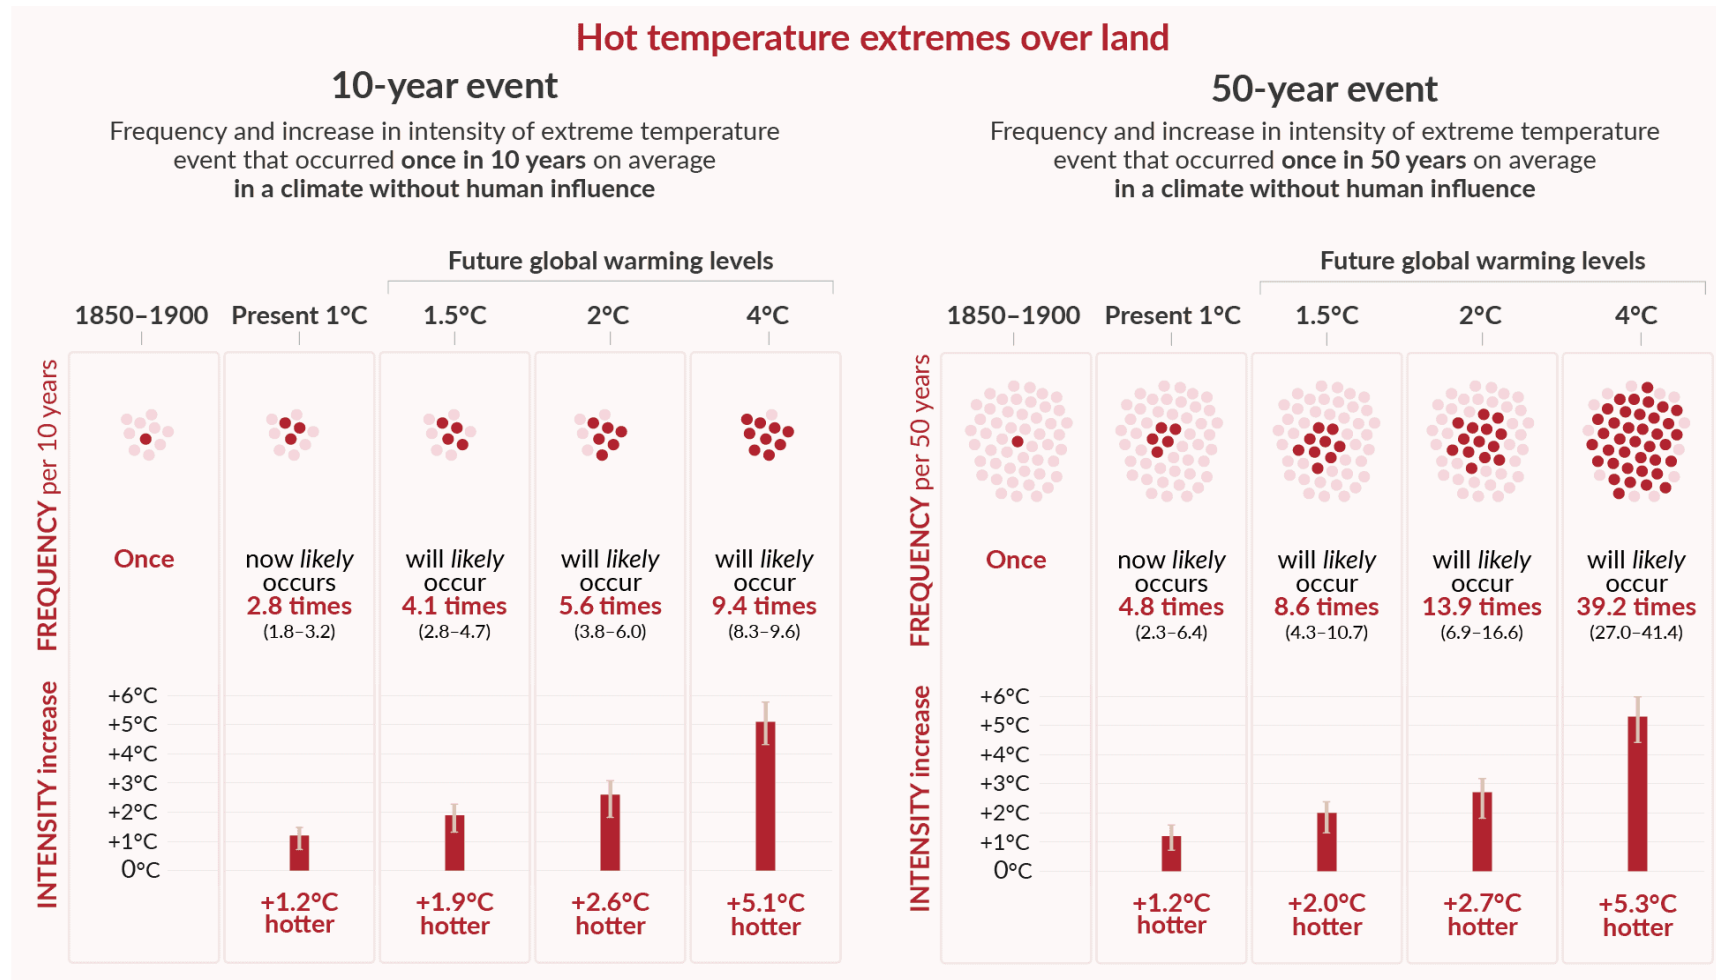 Hot temperature extremes over land
10-year event
Frequency and increase in intensity of extreme temperature
event that occurred once in 10 years on average
in a climate without human influence
Future global warming levels
1850–1900
Present 1°C
1.5°C
2°C
4°C
FREQUENCY per 10 years
Once
now likely
occurs
2.8 times
(1.8–3.2)
will likely
occur
4.1 times
(2.8–4.7)
will likely
occur
5.6 times
(3.8–6.0)
will likely
occur
9.4 times
(8.3–9.6)
INTENSITY increase
+6°C
+5°C
+4°C
+3°C
+2°C
+1°C
0°C
+1.2°C
hotter
+1.9°C
hotter
+2.6°C
hotter
+5.1°C
hotter
50-year event
Frequency and increase in intensity of extreme temperature
event that occurred once in 50 years on average
in a climate without human influence
Future global warming levels
1850–1900
Present 1°C
1.5°C
2°C
4°C
FREQUENCY per 50 years
Once
now likely
occurs
4.8 times
(2.3–6.4)
will likely
occur
8.6 times
(4.3–10.7)
will likely
occur
13.9 times
(6.9–16.6)
will likely
occur
39.2 times
(27.0–41.4)
INTENSITY increase
+6°C
+5°C
+4°C
+3°C
+2°C
+1°C
0°C
+1.2°C
hotter
+2.0°C
hotter
+2.7°C
hotter
+5.3°C
hotter